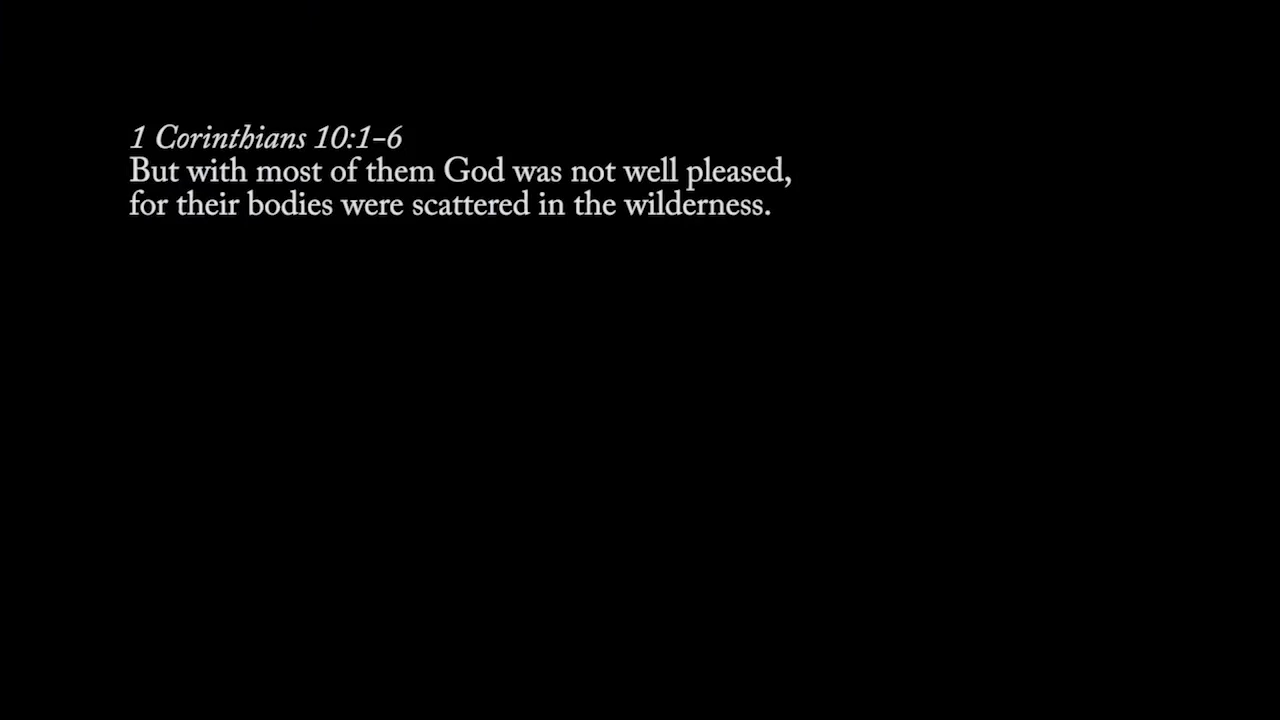 1 Corinthians 10:1-6
But with most of them God was not well pleased,
for their bodies were scattered in the wilderness.